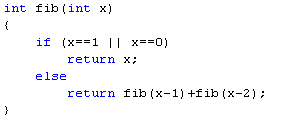 int fib(int x)
{
    if (x==1 || x==0)
        return x;
    else
        return fib(x-1)+fib(x-2);
}